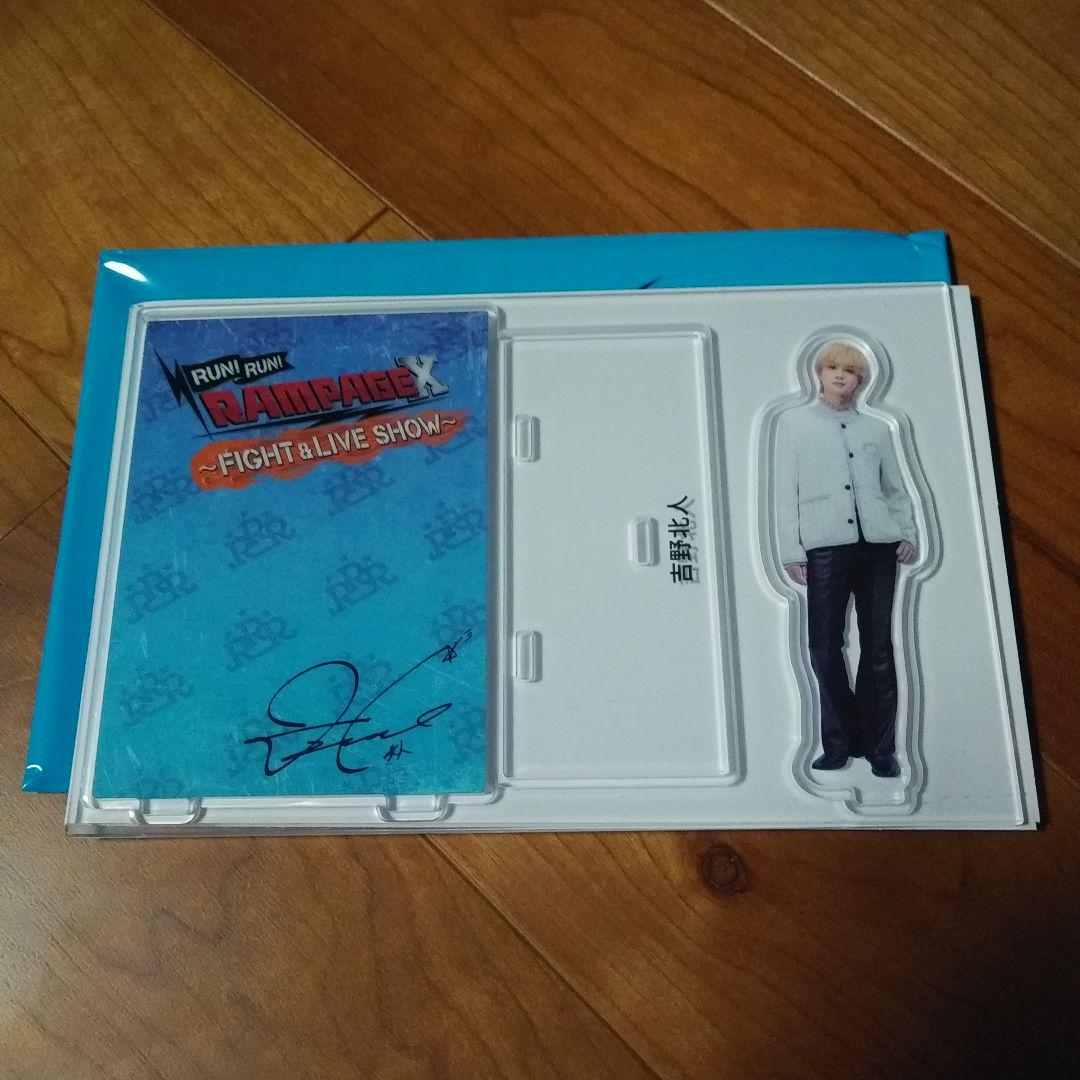 RUN! RUN!
RAMPAGE X
~FIGHT & LIVE SHOW~
吉野北人